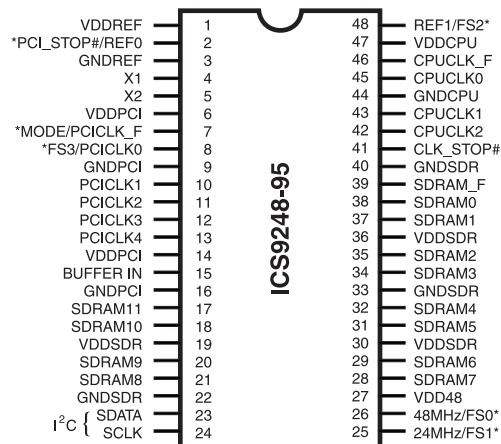 VDDREF 1 48 REF1/FS2*
*PCI_STOP#/REF0 2 47 VDDCPU
GNDREF 3 46 CPUCLK_F
X1 4 45 CPUCLK0
X2 5 44 GNDCPU
VDDPCI 6 43 CPUCLK1
*MODE/PCICLK_F 7 42 CPUCLK2
*FS3/PCICLK0 8 41 CLK_STOP#
GNDPCI 9 40 GNDSDR
PCICLK1 10 39 SDRAM_F
PCICLK2 11 38 SDRAM0
PCICLK3 12 37 SDRAM1
PCICLK4 13 36 VDDSDR
VDDPCI 14 35 SDRAM2
BUFFER IN 15 34 SDRAM3
GNDPCI 16 33 GNDSDR
SDRAM11 17 32 SDRAM4
SDRAM10 18 31 SDRAM5
VDDSDR 19 30 VDDSDR
SDRAM9 20 29 SDRAM6
SDRAM8 21 28 SDRAM7
GNDSDR 22 27 VDD48
I²C { SDATA 23 26 48MHz/FS0*
SCLK 24 25 24MHz/FS1*
ICS9248-95